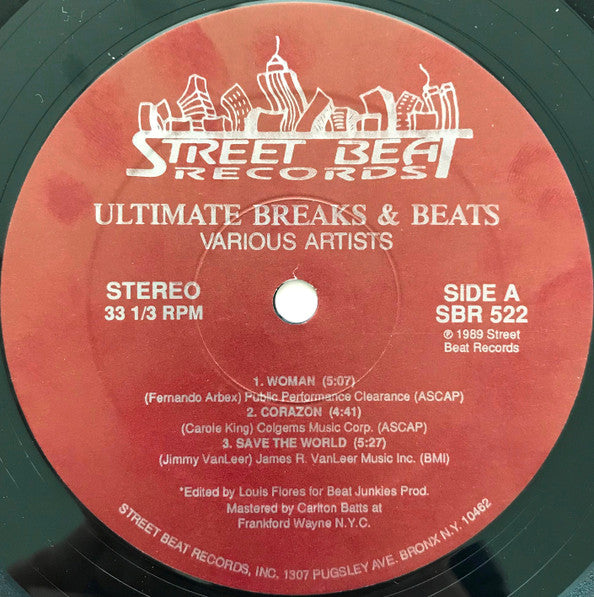 STREET BEAT
RECORDS
ULTIMATE BREAKS & BEATS
VARIOUS ARTISTS
STEREO
33 1/3 RPM
SIDE A
SBR 522
℗ 1989 Street
Beat Records
1. WOMAN (5:07)
(Fernando Arbex) Public Performance Clearance (ASCAP)
2. CORAZON (4:41)
(Carole King) Colgems Music Corp. (ASCAP)
3. SAVE THE WORLD (5:27)
(Jimmy VanLeer) James R. VanLeer Music Inc. (BMI)
*Edited by Louis Flores for Beat Junkies Prod.
Mastered by Carlton Batts at
Frankford Wayne N.Y.C.
STREET BEAT RECORDS, INC, 1307 PUGSLEY AVE. BRONX N.Y. 10462